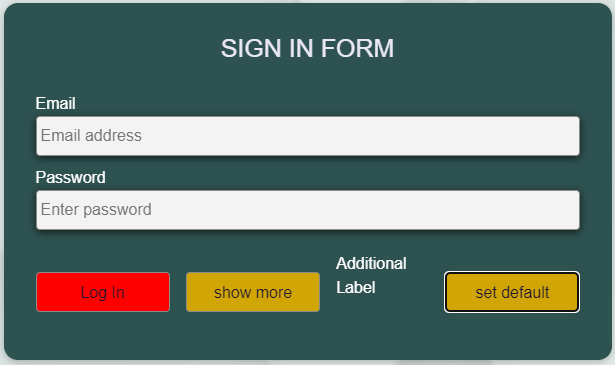 SIGN IN FORM
Email
Email address
Password
Enter password
Additional
Label
Log In
show more
set default